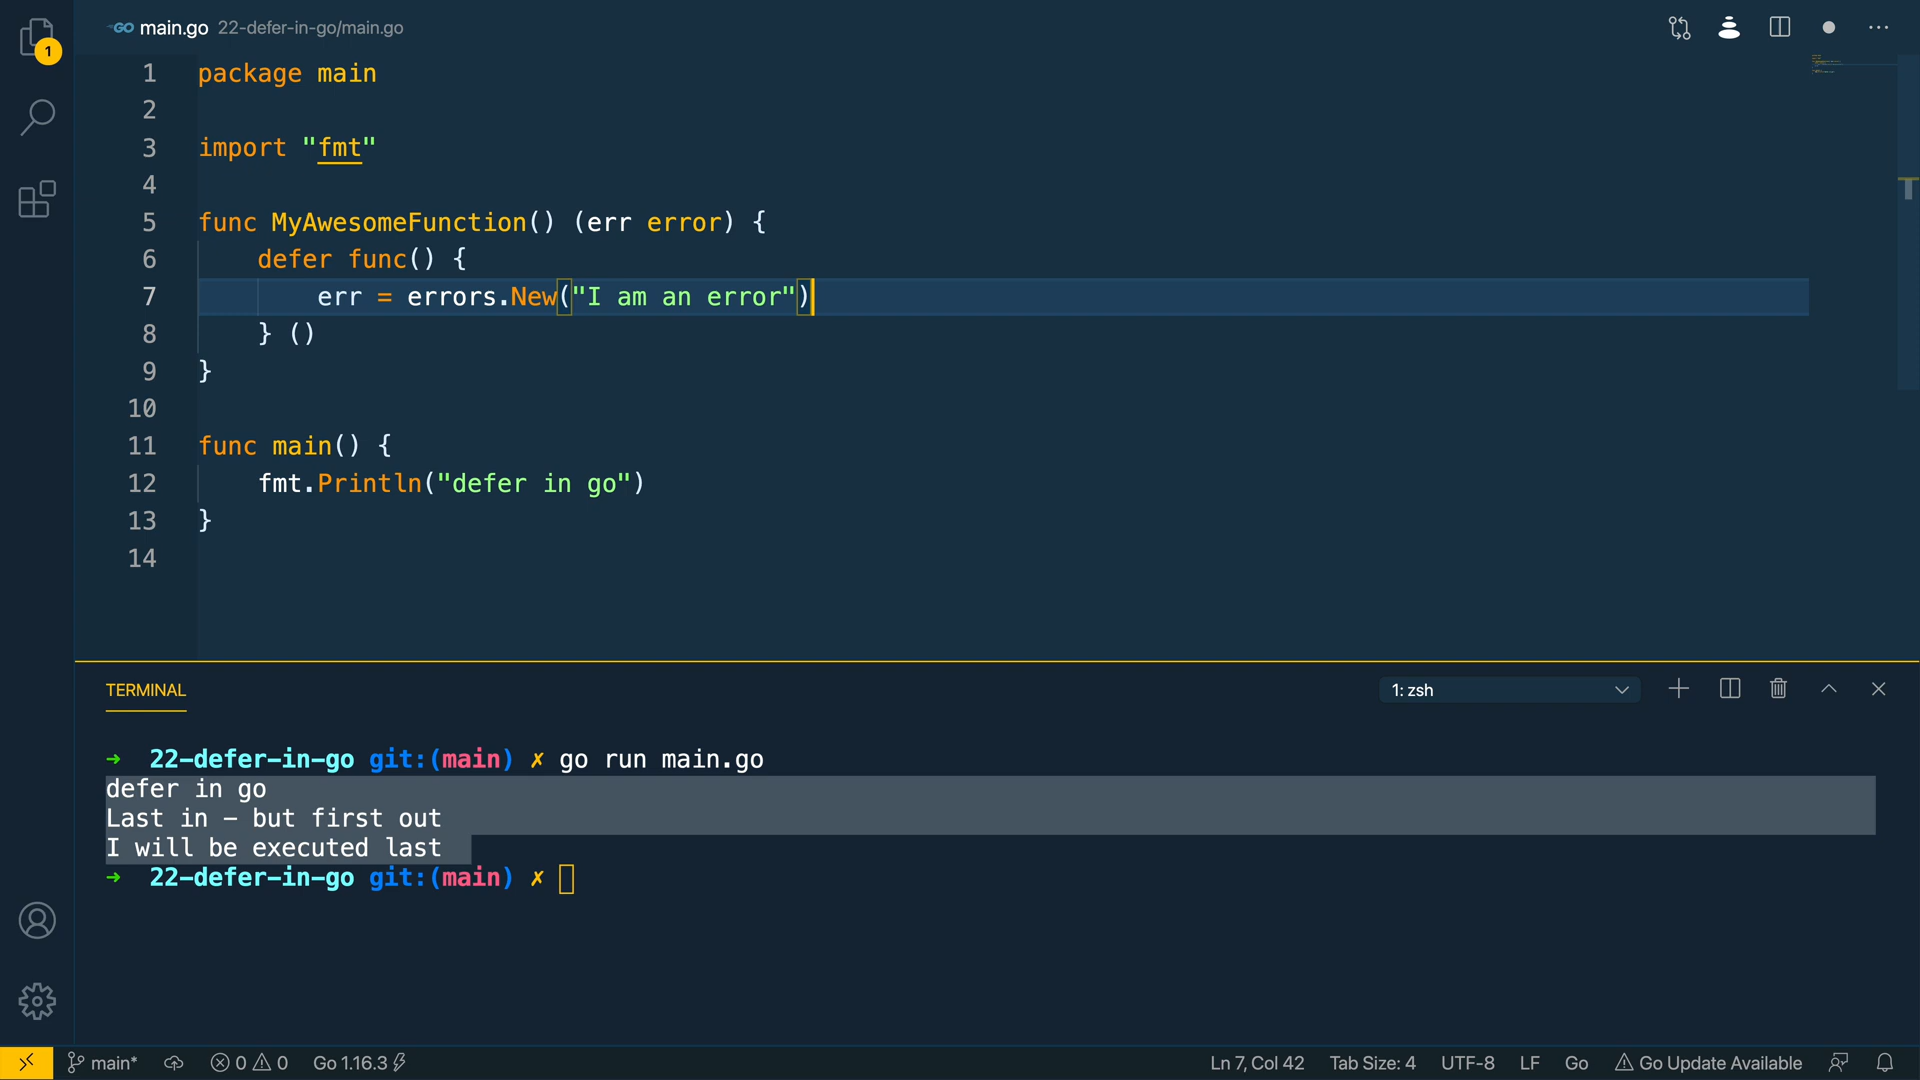 1
GO main.go 22-defer-in-go/main.go
1 package main
2
3 import "fmt"
4
5 func MyAwesomeFunction() (err error) {
6 defer func() {
7 err = errors.New("I am an error")
8 } ()
9 }
10
11 func main() {
12 fmt.Println("defer in go")
13 }
14
TERMINAL
1: zsh
→ 22-defer-in-go git:(main) ✗ go run main.go
defer in go
Last in - but first out
I will be executed last
→ 22-defer-in-go git:(main) ✗
main* 0 0 Go 1.16.3 Ln 7, Col 42 Tab Size: 4 UTF-8 LF Go Go Update Available